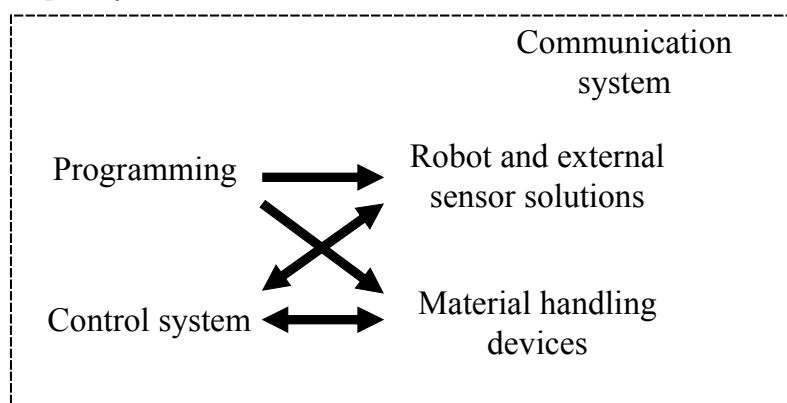 Communication
system
Programming
Robot and external
sensor solutions
Control system
Material handling
devices